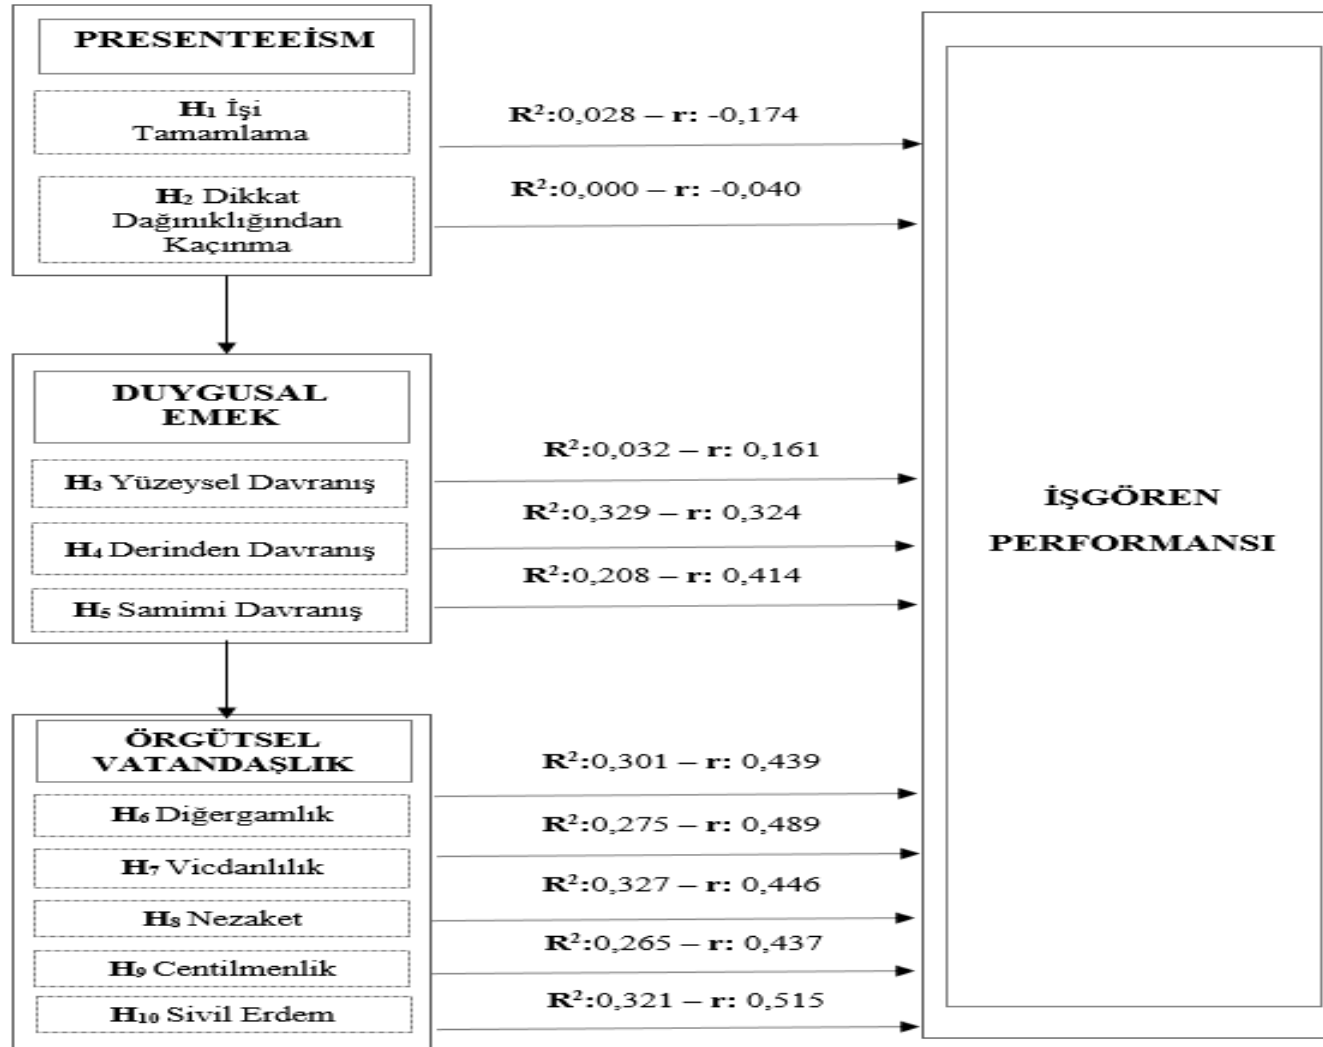 PRESENTEEİSM
H₁ İşi
Tamamlama
R²:0,028 – r: -0,174
H₂ Dikkat
Dağınıklığından
Kaçınma
R²:0,000 – r: -0,040
DUYGUSAL
EMEK
H₃ Yüzeysel Davranış
R²:0,032 – r: 0,161
H₄ Derinden Davranış
R²:0,329 – r: 0,324
H₅ Samimi Davranış
R²:0,208 – r: 0,414
ÖRGÜTSEL
VATANDAŞLIK
H₆ Diğergamlık
R²:0,301 – r: 0,439
H₇ Vicdanlılık
R²:0,275 – r: 0,489
H₈ Nezaket
R²:0,327 – r: 0,446
H₉ Centilmenlik
R²:0,265 – r: 0,437
H₁₀ Sivil Erdem
R²:0,321 – r: 0,515
İŞGÖREN
PERFORMANSI